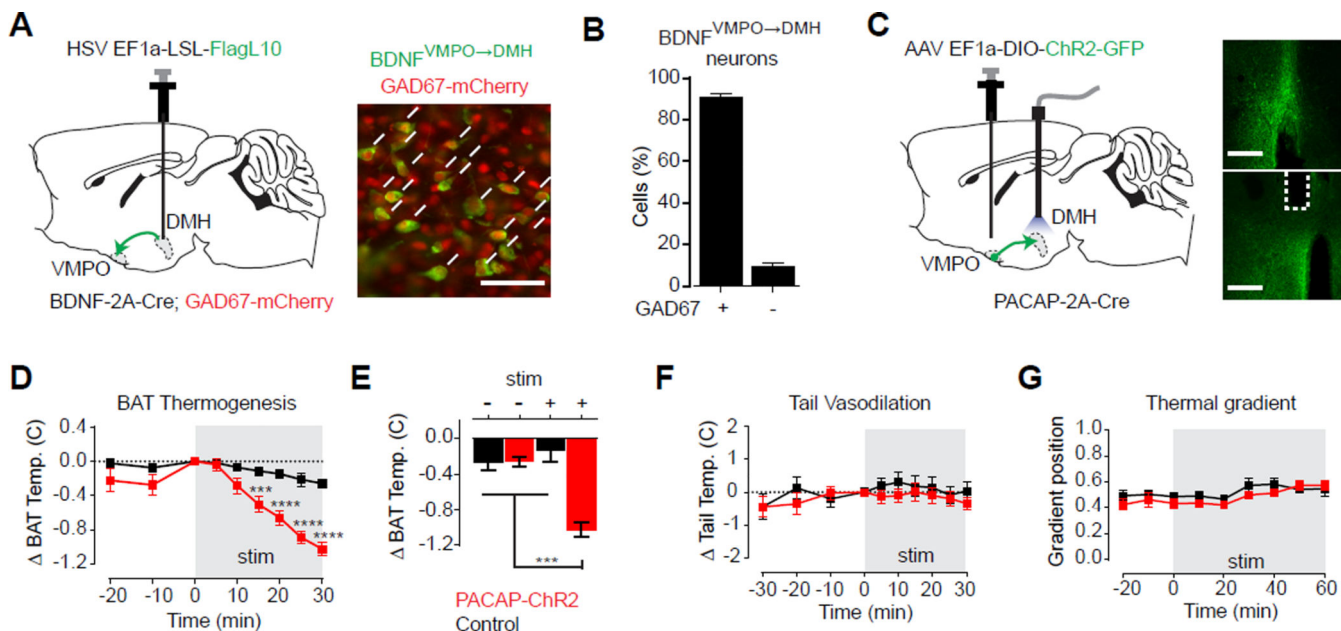 A
HSV EF1a-LSL-FlagL10
DMH
VMPO
BDNF-2A-Cre; GAD67-mCherry
BDNF^VMPO→DMH
GAD67-mCherry
B
BDNF^VMPO→DMH
neurons
Cells (%)
100
80
60
40
20
0
GAD67 + -
C
AAV EF1a-DIO-ChR2-GFP
DMH
VMPO
PACAP-2A-Cre
D
BAT Thermogenesis
Δ BAT Temp. (C)
0.4
0.0
-0.4
-0.8
-1.2
***
****
****
****
stim
-20 -10 0 10 20 30
Time (min)
E
stim
- - + +
Δ BAT Temp. (C)
0.0
-0.4
-0.8
-1.2
***
PACAP-ChR2
Control
F
Tail Vasodilation
Δ Tail Temp. (C)
2
1
0
-1
-2
stim
-30 -20 -10 0 10 20 30
Time (min)
G
Thermal gradient
Gradient position
1.0
0.8
0.6
0.4
0.2
0.0
stim
-20 0 20 40 60
Time (min)